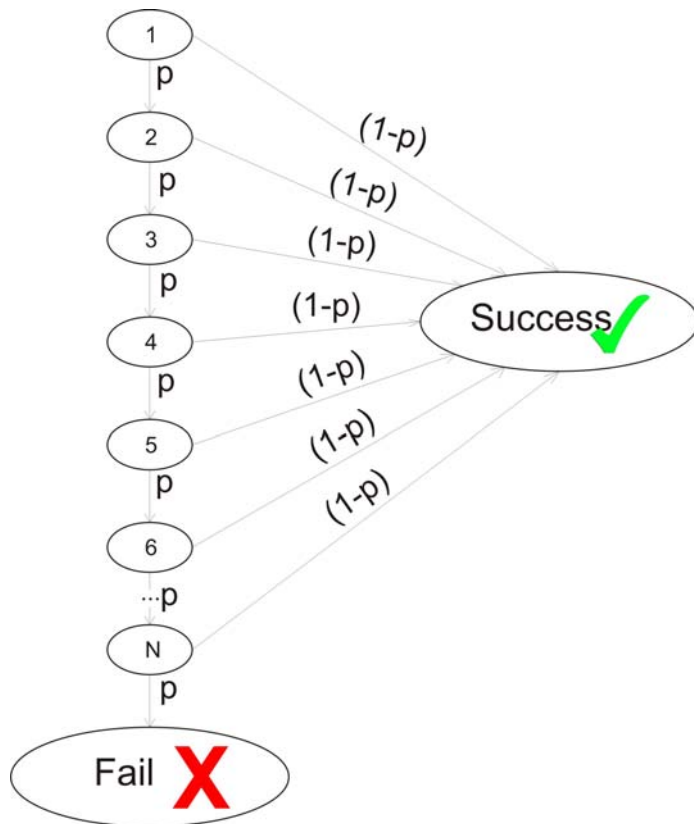 1
p
(1-p)
2
(1-p)
p
3
(1-p)
p
(1-p)
Success
4
p
(1-p)
5
(1-p)
p
(1-p)
6
...p
N
p
Fail X